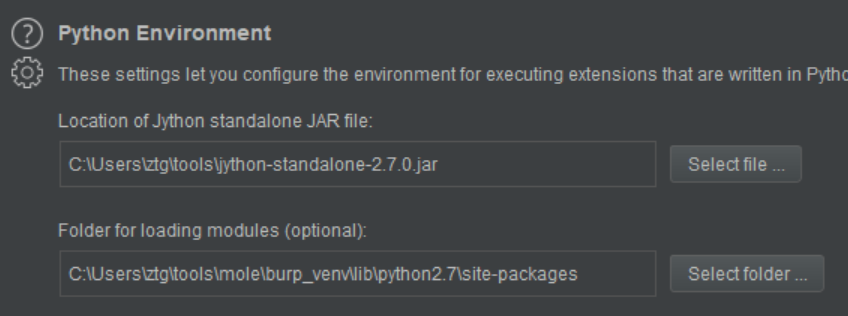 Python Environment
These settings let you configure the environment for executing extensions that are written in Pytho
Location of Jython standalone JAR file:
C:\Users\ztg\tools\jython-standalone-2.7.0.jar
Select file ...
Folder for loading modules (optional):
C:\Users\ztg\tools\mole\burp_venv\lib\python2.7\site-packages
Select folder ...